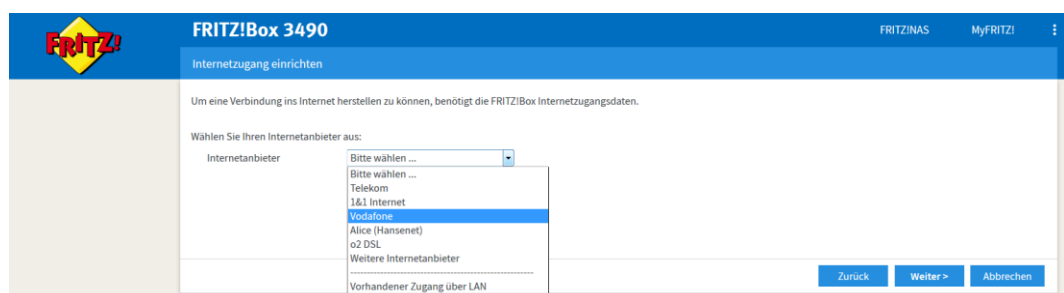 FRITZ!
FRITZ!Box 3490
FRITZ!NAS
MyFRITZ!
Internetzugang einrichten
Um eine Verbindung ins Internet herstellen zu können, benötigt die FRITZ!Box Internetzugangsdaten.
Wählen Sie Ihren Internetanbieter aus:
Internetanbieter
Bitte wählen ...
Bitte wählen ...
Telekom
1&1 Internet
Vodafone
Alice (Hansenet)
o2 DSL
Weitere Internetanbieter
-------------------------------------------------------
Vorhandener Zugang über LAN
Zurück
Weiter >
Abbrechen